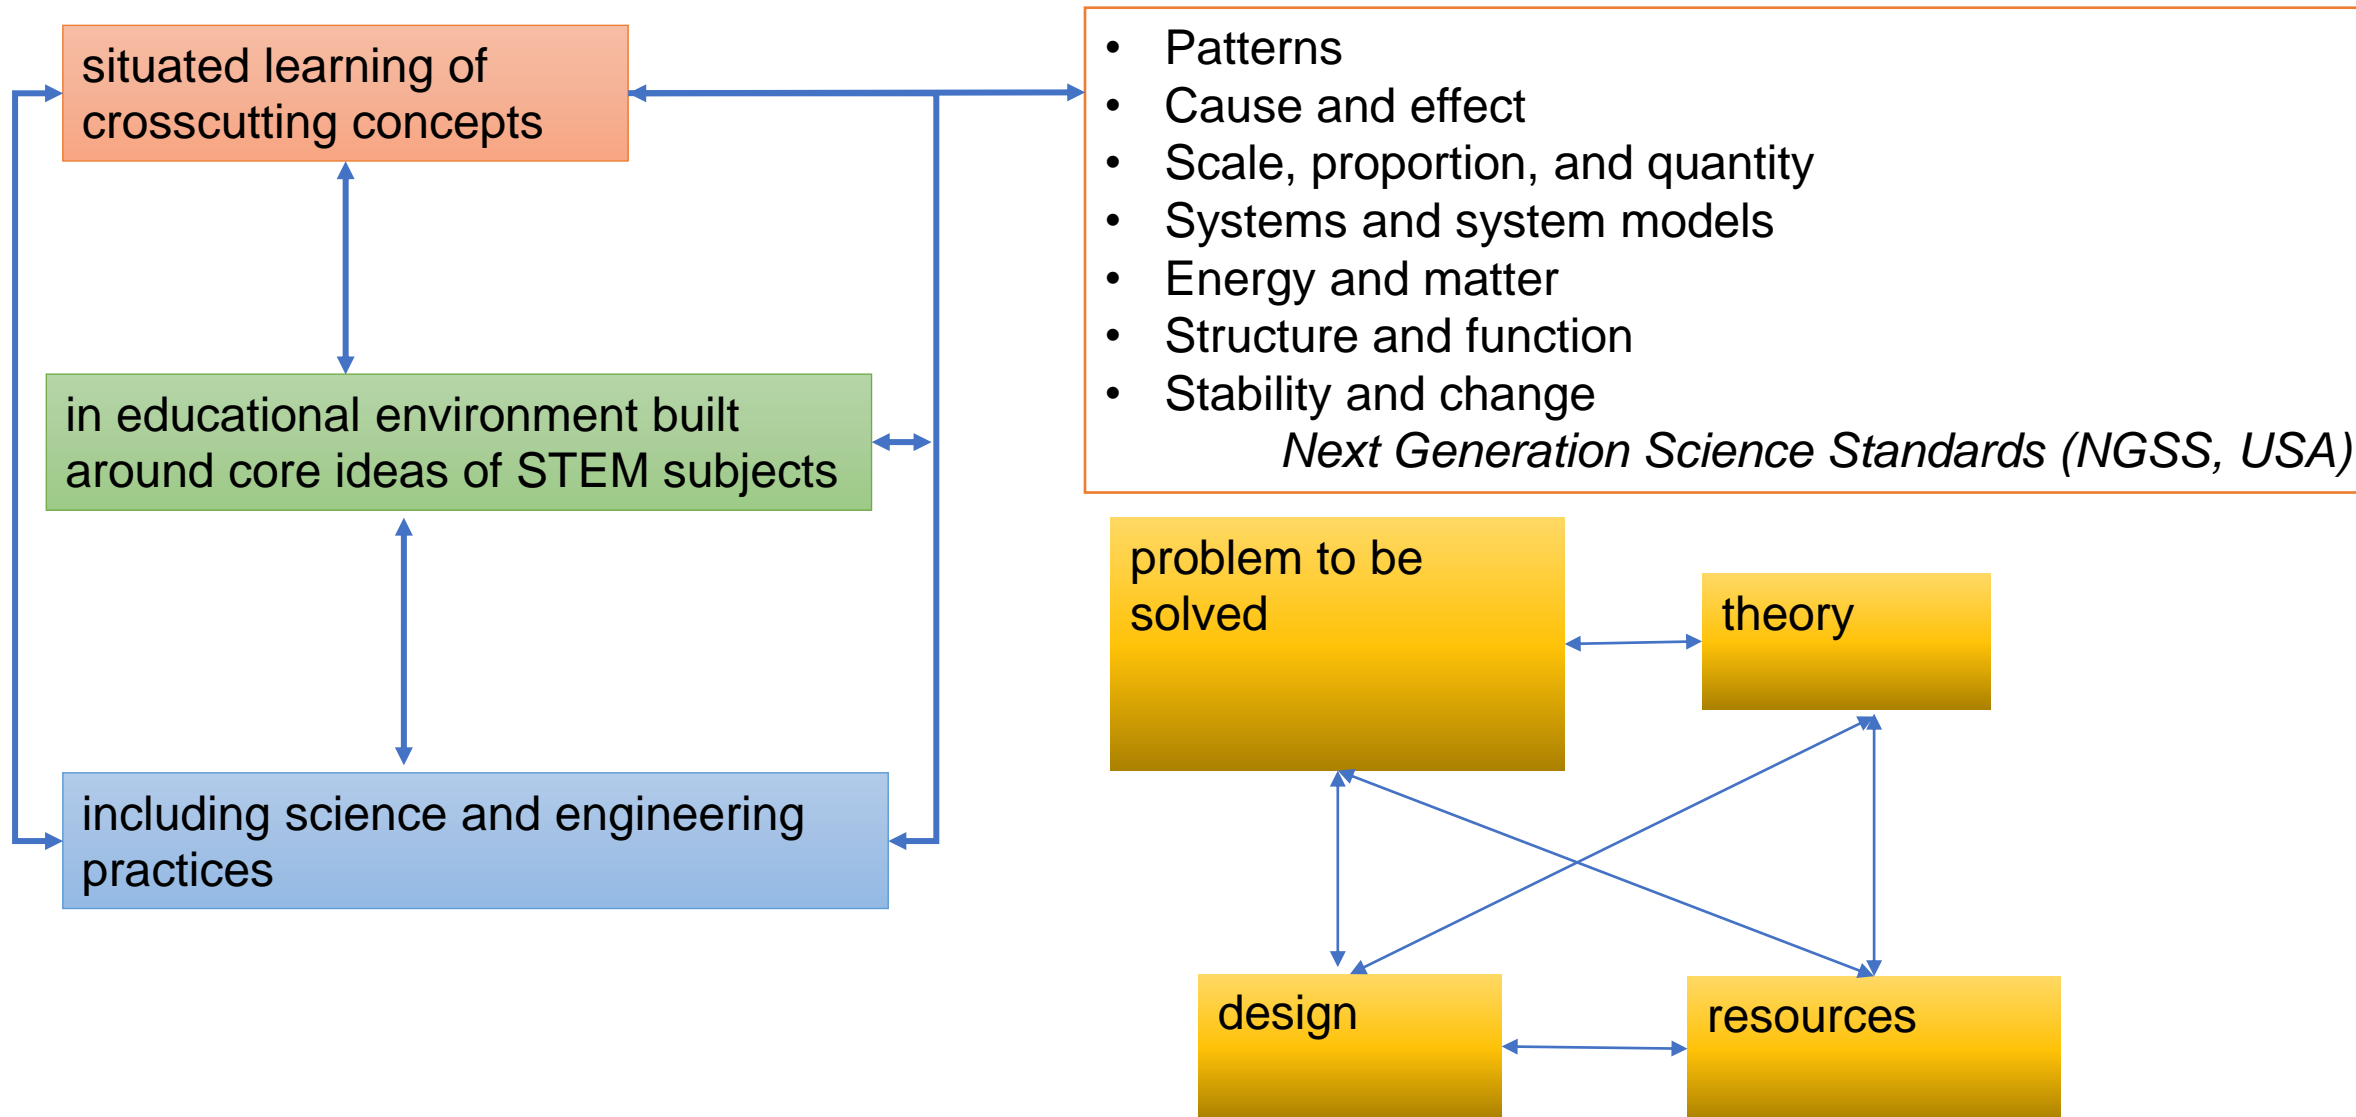 situated learning of
crosscutting concepts
• Patterns
• Cause and effect
• Scale, proportion, and quantity
• Systems and system models
• Energy and matter
• Structure and function
• Stability and change
Next Generation Science Standards (NGSS, USA)
in educational environment built
around core ideas of STEM subjects
including science and engineering
practices
problem to be
solved
theory
design
resources